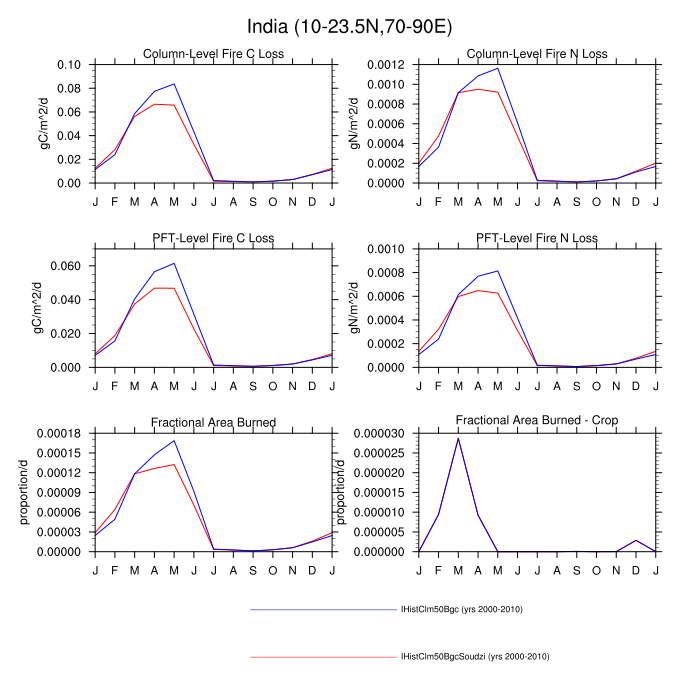 India (10-23.5N,70-90E)
Column-Level Fire C Loss
gC/m^2/d
0.10
0.08
0.06
0.04
0.02
0.00
J F M A M J J A S O N D J
Column-Level Fire N Loss
gN/m^2/d
0.0012
0.0010
0.0008
0.0006
0.0004
0.0002
0.0000
J F M A M J J A S O N D J
PFT-Level Fire C Loss
gC/m^2/d
0.060
0.040
0.020
0.000
J F M A M J J A S O N D J
PFT-Level Fire N Loss
gN/m^2/d
0.0010
0.0008
0.0006
0.0004
0.0002
0.0000
J F M A M J J A S O N D J
Fractional Area Burned
proportion/d
0.00018
0.00015
0.00012
0.00009
0.00006
0.00003
0.00000
J F M A M J J A S O N D J
Fractional Area Burned - Crop
proportion/d
0.000030
0.000025
0.000020
0.000015
0.000010
0.000005
0.000000
J F M A M J J A S O N D J
IHistClm50Bgc (yrs 2000-2010)
IHistClm50BgcSoudzi (yrs 2000-2010)